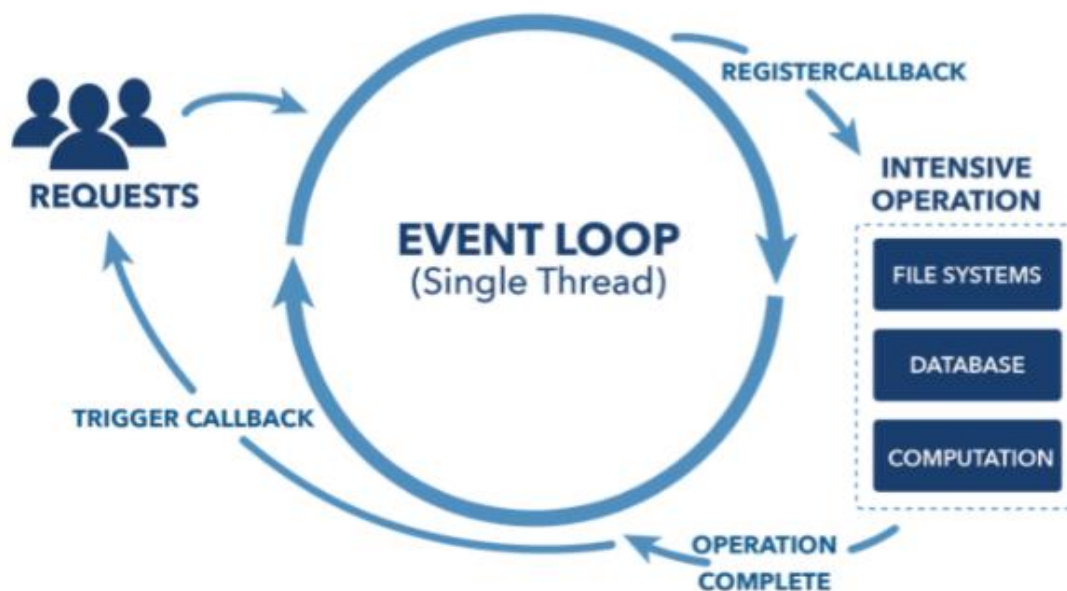 REQUESTS
EVENT LOOP
(Single Thread)
REGISTERCALLBACK
INTENSIVE
OPERATION
FILE SYSTEMS
DATABASE
COMPUTATION
OPERATION
COMPLETE
TRIGGER CALLBACK